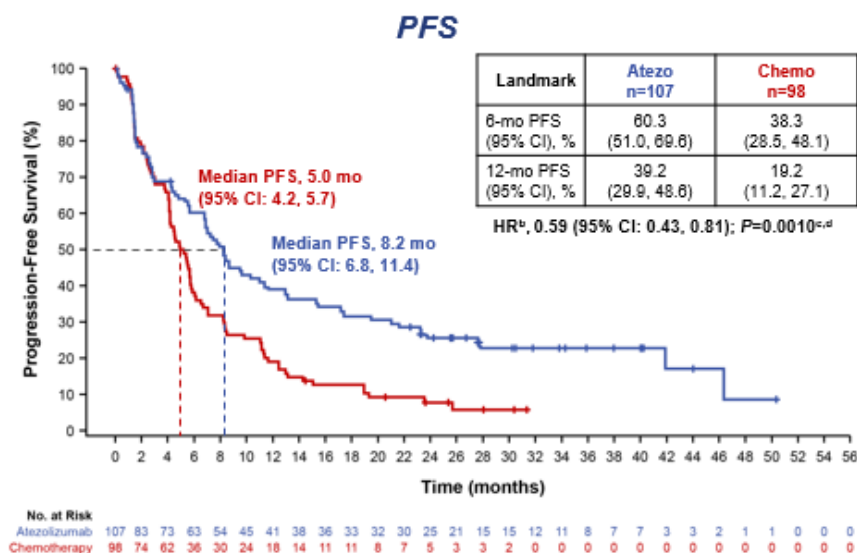 PFS
Landmark Atezo n=107 Chemo n=98
6-mo PFS (95% CI), % 60.3 (51.0, 69.6) 38.3 (28.5, 48.1)
12-mo PFS (95% CI), % 39.2 (29.9, 48.6) 19.2 (11.2, 27.1)
HRᵇ, 0.59 (95% CI: 0.43, 0.81); P=0.0010ᶜ,ᵈ
Median PFS, 5.0 mo
(95% CI: 4.2, 5.7)
Median PFS, 8.2 mo
(95% CI: 6.8, 11.4)
Progression-Free Survival (%)
100
90
80
70
60
50
40
30
20
10
0
0 2 4 6 8 10 12 14 16 18 20 22 24 26 28 30 32 34 36 38 40 42 44 46 48 50 52 54 56
Time (months)
No. at Risk
Atezolizumab 107 83 73 63 54 45 41 38 36 33 32 30 25 21 15 15 12 11 8 7 7 3 3 2 1 1 0 0 0
Chemotherapy 98 74 62 36 30 24 18 14 11 11 8 7 5 3 3 2 0 0 0 0 0 0 0 0 0 0 0 0 0